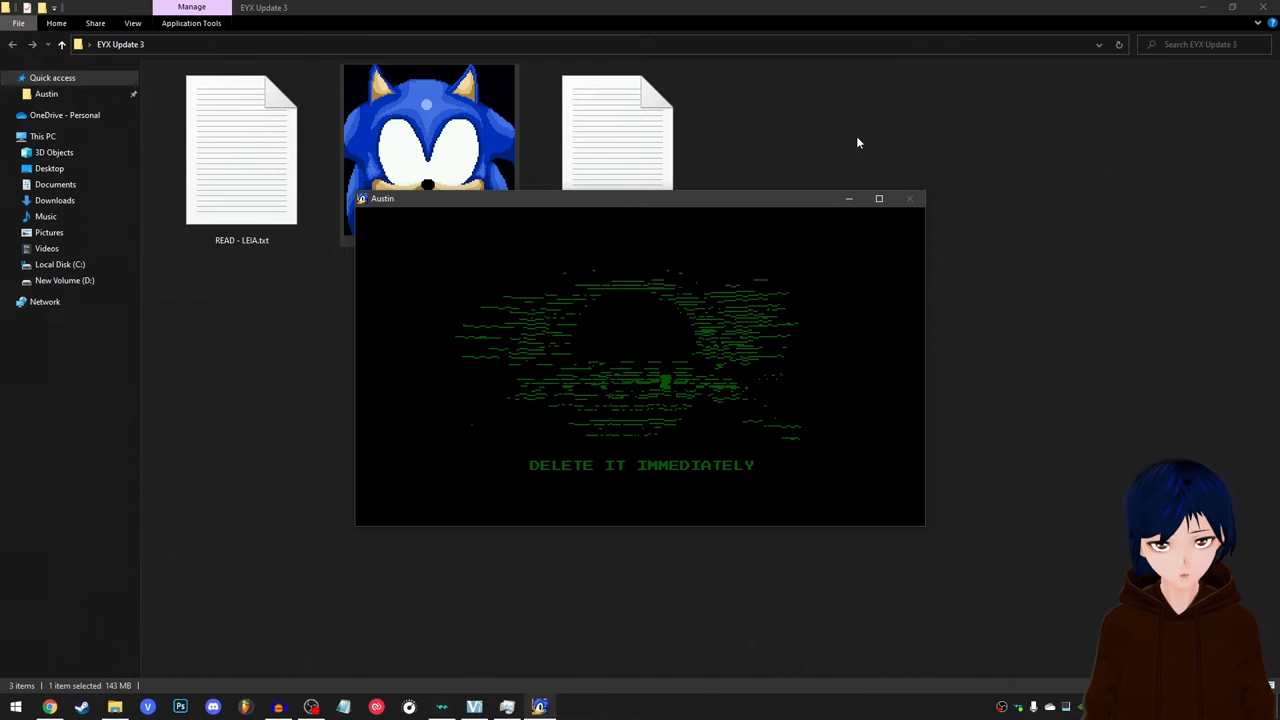 Manage
EYX Update 3
File
Home
Share
View
Application Tools
EYX Update 3
Search EYX Update 3
Quick access
Austin
OneDrive - Personal
This PC
3D Objects
Desktop
Documents
Downloads
Music
Pictures
Videos
Local Disk (C:)
New Volume (D:)
Network
READ - LEIA.txt
Austin
DELETE IT IMMEDIATELY
3 items
1 item selected 143 MB